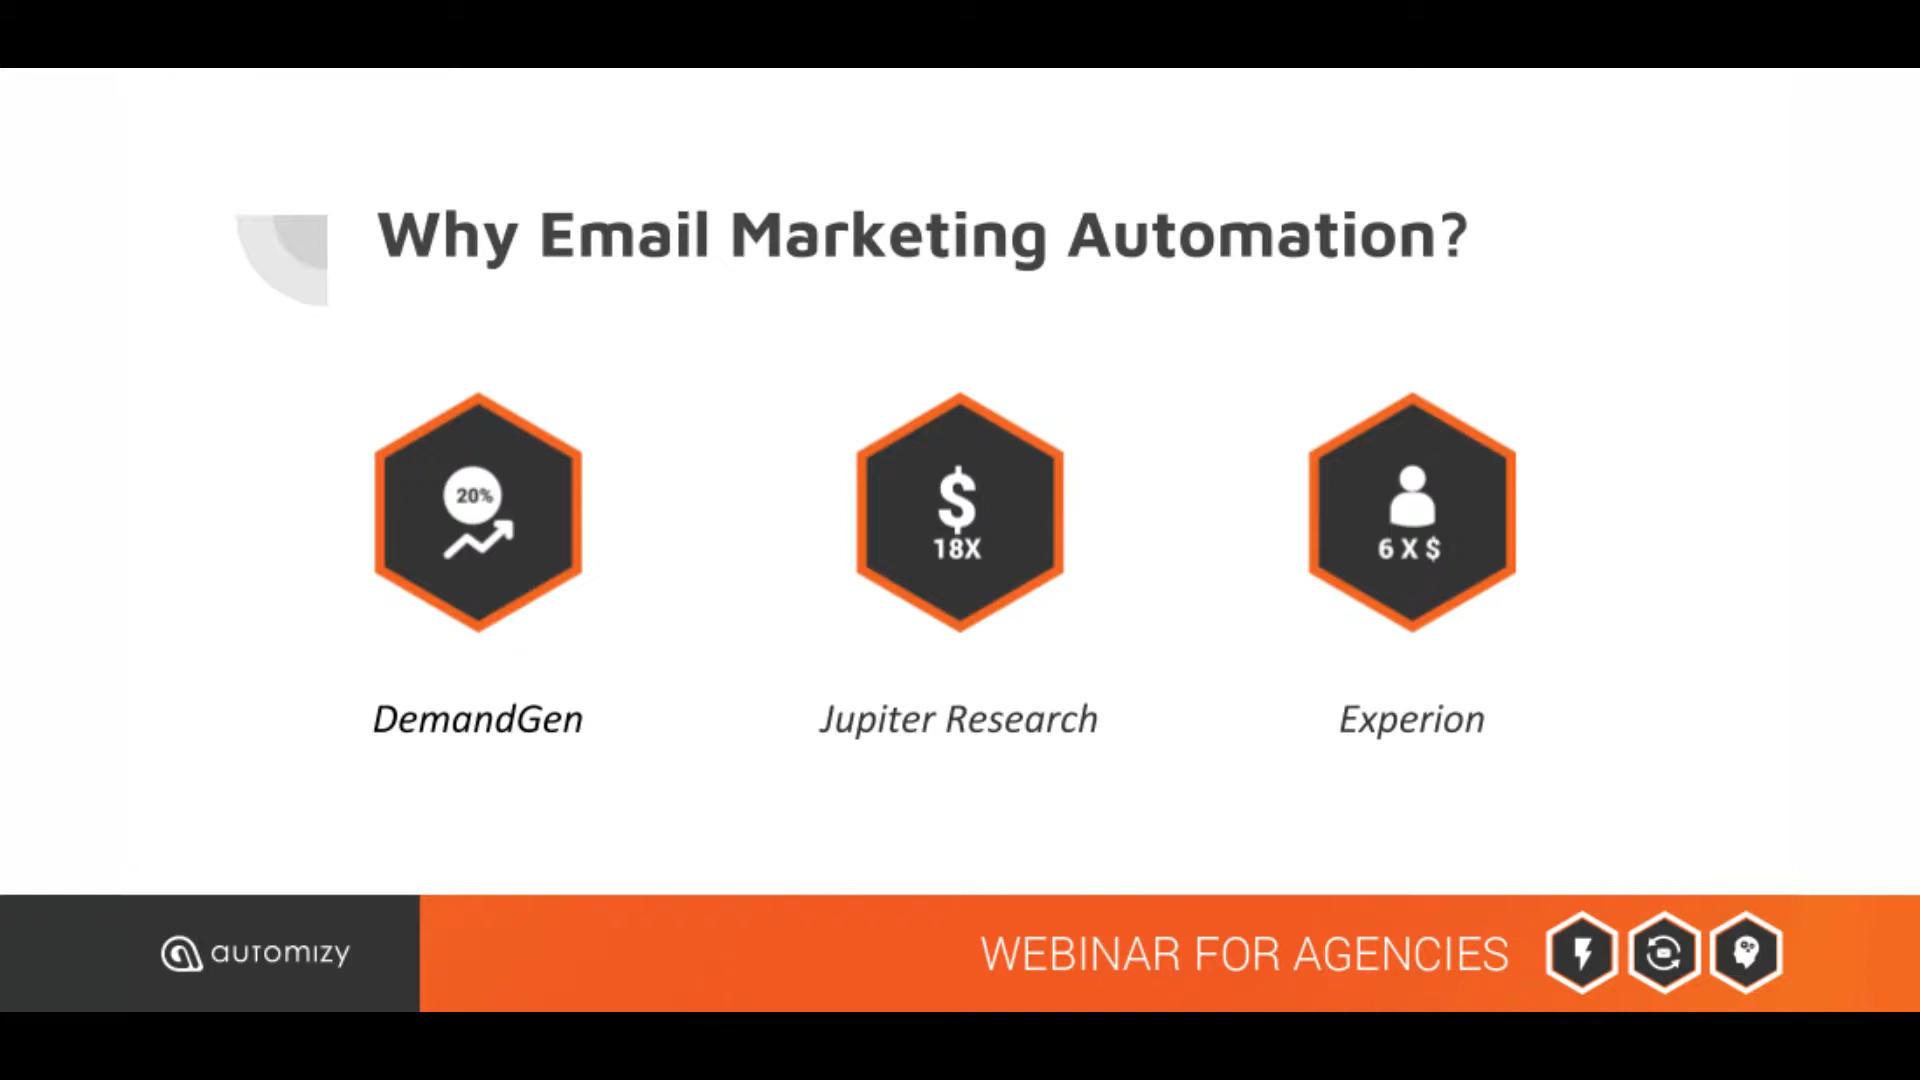 Why Email Marketing Automation?
20%
$
18X
6 X $
DemandGen
Jupiter Research
Experion
automizy
WEBINAR FOR AGENCIES